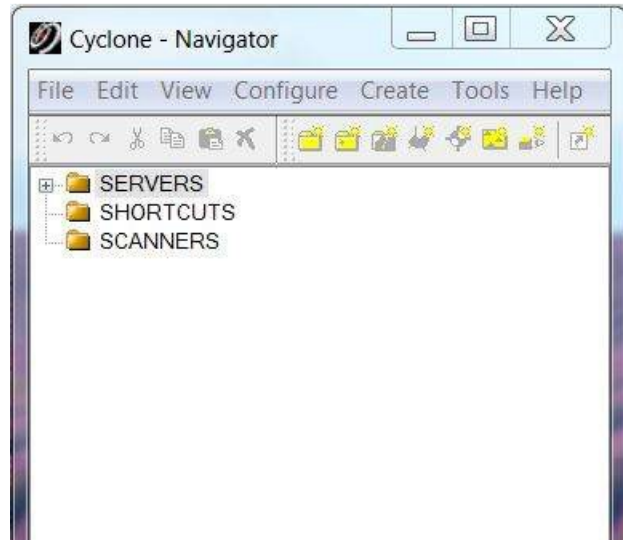 Cyclone - Navigator
File Edit View Configure Create Tools Help
SERVERS
SHORTCUTS
SCANNERS